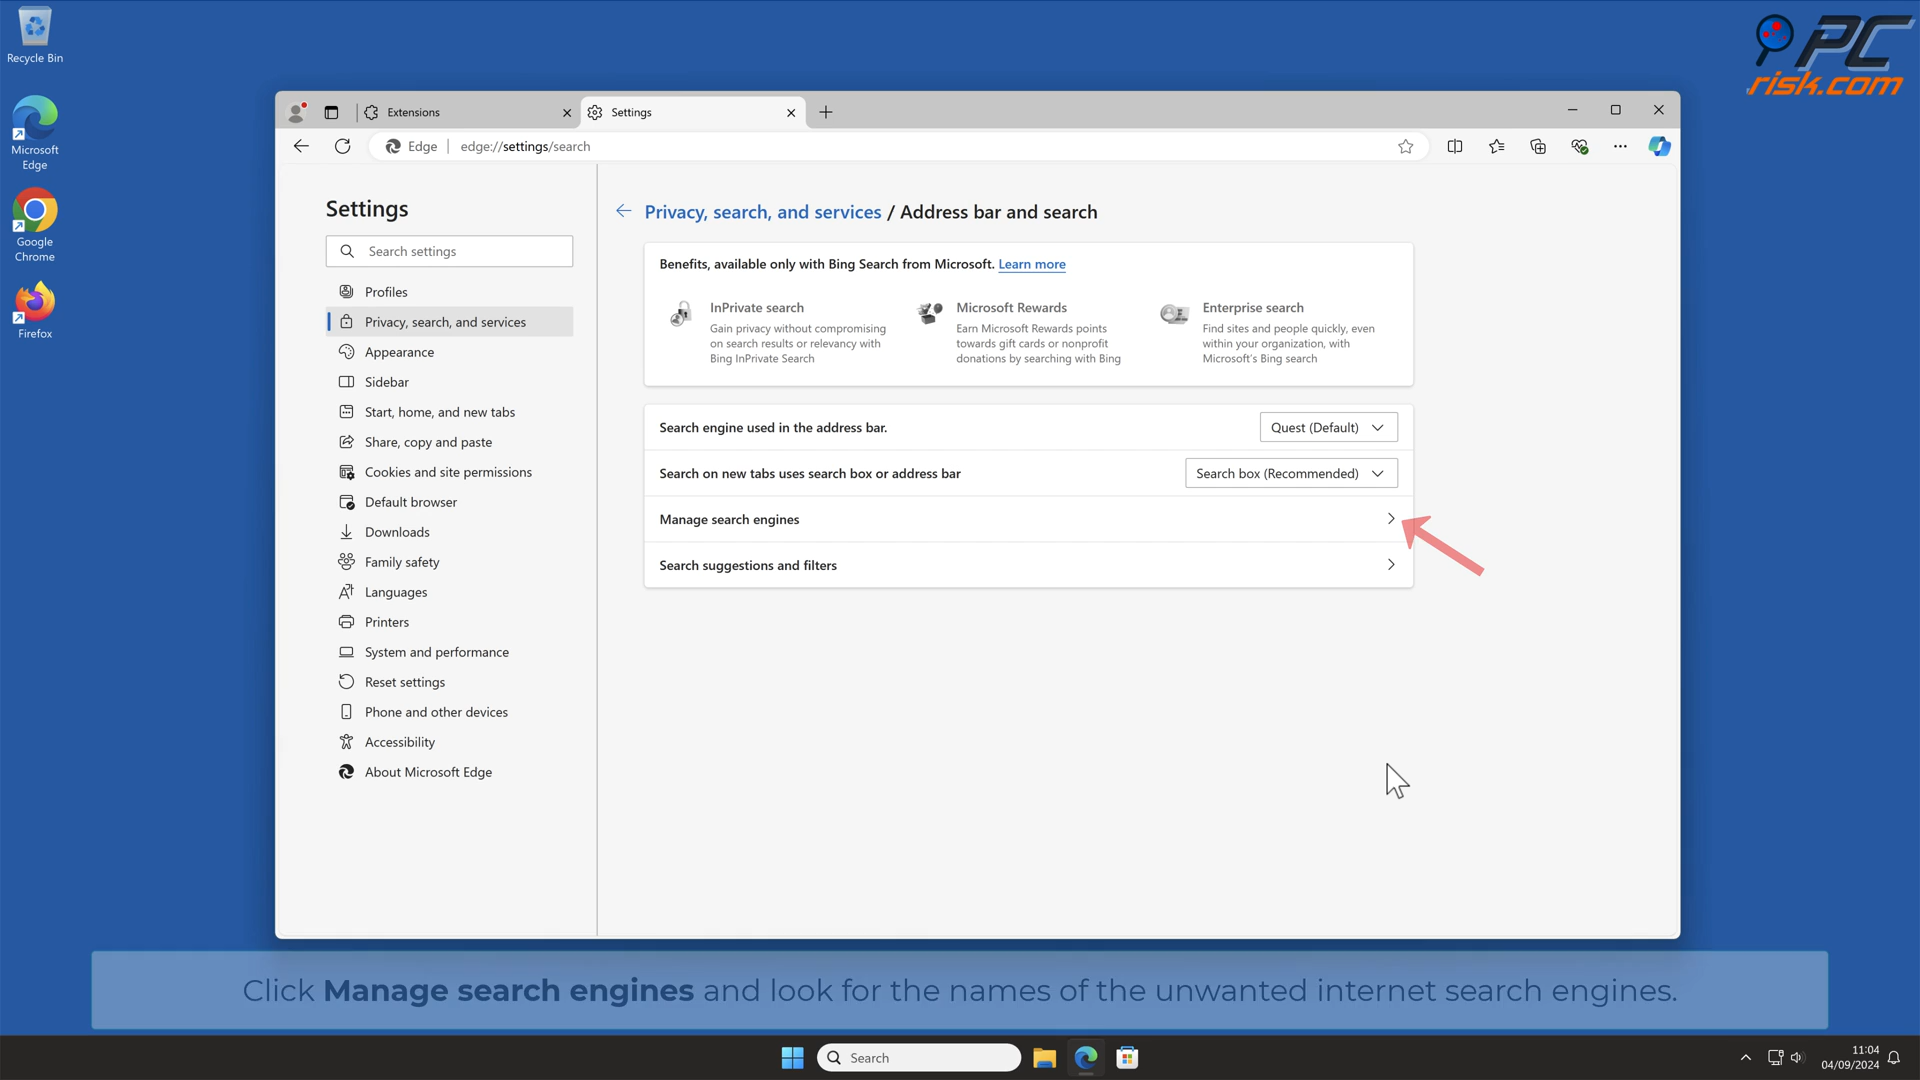 Recycle Bin
PC
risk.com
Microsoft
Edge
Google
Chrome
Firefox
Extensions
Settings
Edge
edge://settings/search
Settings
Search settings
Profiles
Privacy, search, and services
Appearance
Sidebar
Start, home, and new tabs
Share, copy and paste
Cookies and site permissions
Default browser
Downloads
Family safety
Languages
Printers
System and performance
Reset settings
Phone and other devices
Accessibility
About Microsoft Edge
Privacy, search, and services / Address bar and search
Benefits, available only with Bing Search from Microsoft. Learn more
InPrivate search
Gain privacy without compromising
on search results or relevancy with
Bing InPrivate Search
Microsoft Rewards
Earn Microsoft Rewards points
towards gift cards or nonprofit
donations by searching with Bing
Enterprise search
Find sites and people quickly, even
within your organization, with
Microsoft's Bing search
Search engine used in the address bar.
Quest (Default)
Search on new tabs uses search box or address bar
Search box (Recommended)
Manage search engines
Search suggestions and filters
Click Manage search engines and look for the names of the unwanted internet search engines.
Search
11:04
04/09/2024